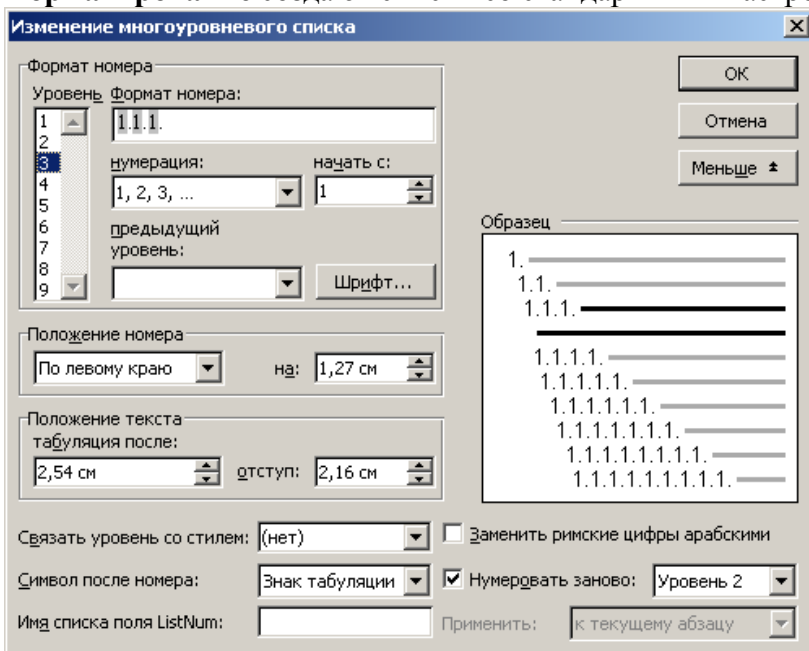 Изменение многоуровневого списка
Формат номера
Уровень
Формат номера:
1
2
3
4
5
6
7
8
9
1.1.1.
нумерация:
начать с:
1, 2, 3, ...
1
предыдущий
уровень:
Шрифт...
ОК
Отмена
Меньше
Образец
1.
1.1.
1.1.1.
1.1.1.1.
1.1.1.1.1.
1.1.1.1.1.1.
1.1.1.1.1.1.1.
1.1.1.1.1.1.1.1.
1.1.1.1.1.1.1.1.1.
Положение номера
По левому краю
на:
1,27 см
Положение текста
табуляция после:
2,54 см
отступ:
2,16 см
Связать уровень со стилем:
(нет)
Заменить римские цифры арабскими
Символ после номера:
Знак табуляции
Нумеровать заново:
Уровень 2
Имя списка поля ListNum:
Применить:
к текущему абзацу